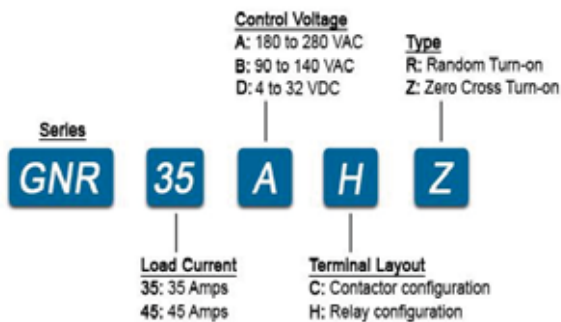 Control Voltage
A: 180 to 280 VAC
B: 90 to 140 VAC
D: 4 to 32 VDC
Type
R: Random Turn-on
Z: Zero Cross Turn-on
Series
GNR 35 A H Z
Load Current
35: 35 Amps
45: 45 Amps
Terminal Layout
C: Contactor configuration
H: Relay configuration